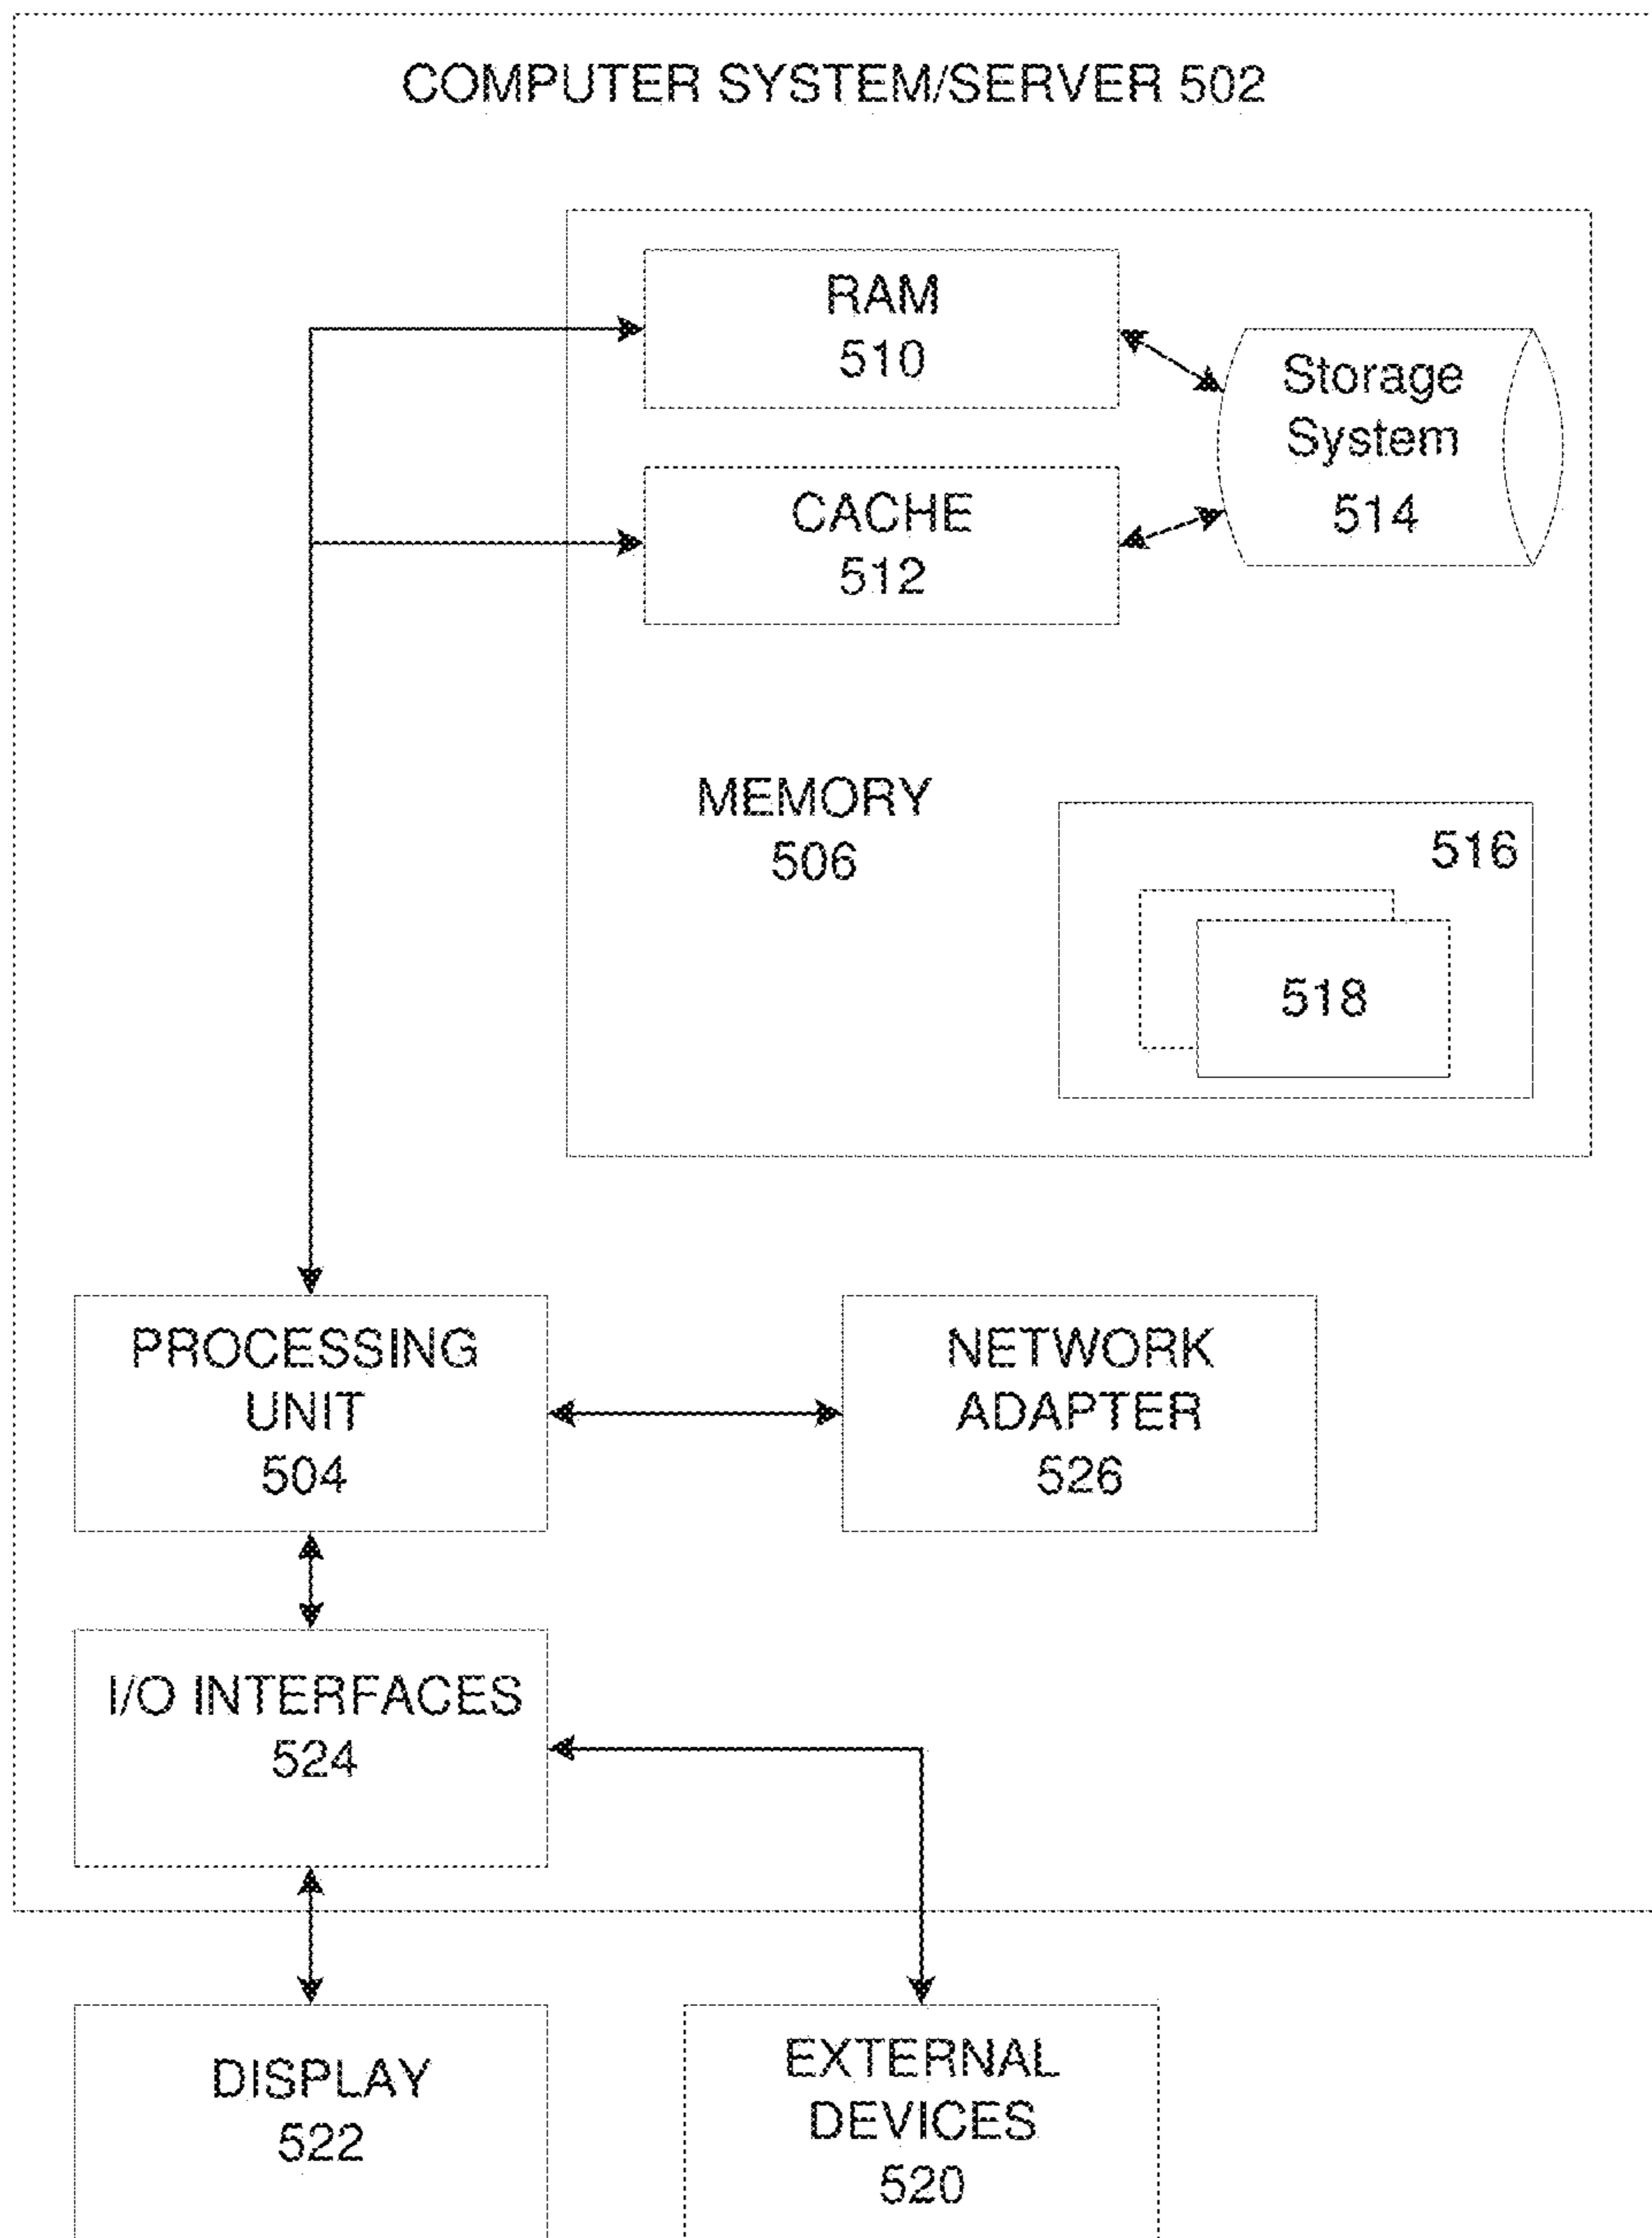 COMPUTER SYSTEM/SERVER 502
RAM
510
Storage
System
514
CACHE
512
MEMORY
506
516
518
PROCESSING
UNIT
504
NETWORK
ADAPTER
526
I/O INTERFACES
524
DISPLAY
522
EXTERNAL
DEVICES
520